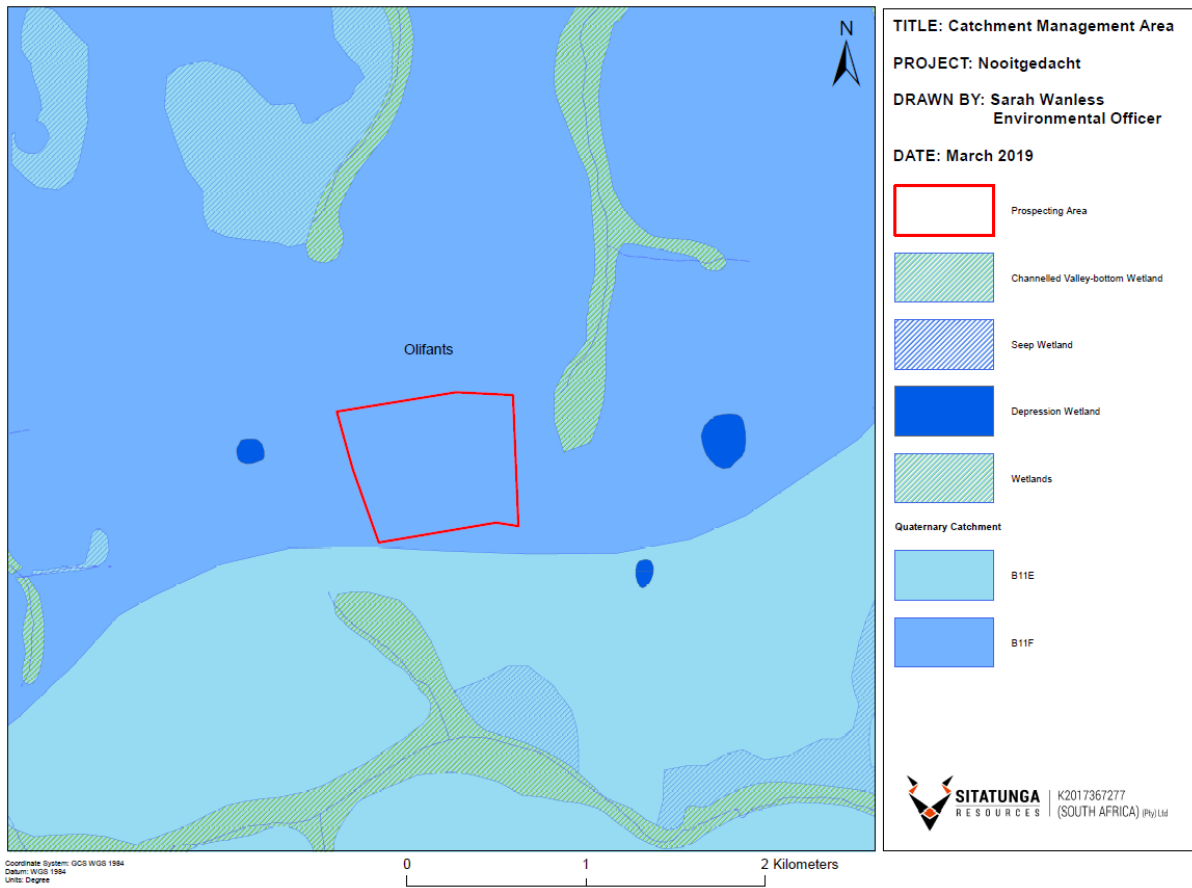 N
Olifants
TITLE: Catchment Management Area
PROJECT: Nooitgedacht
DRAWN BY: Sarah Wanless
Environmental Officer
DATE: March 2019
Prospecting Area
Channelled Valley-bottom Wetland
Seep Wetland
Depression Wetland
Wetlands
Quaternary Catchment
B11E
B11F
SITATUNGA
RESOURCES
K2017367277
(SOUTH AFRICA) (Pty) Ltd
Coordinate System: GCS WGS 1984
Datum: WGS 1984
Units: Degree
0 1 2 Kilometers